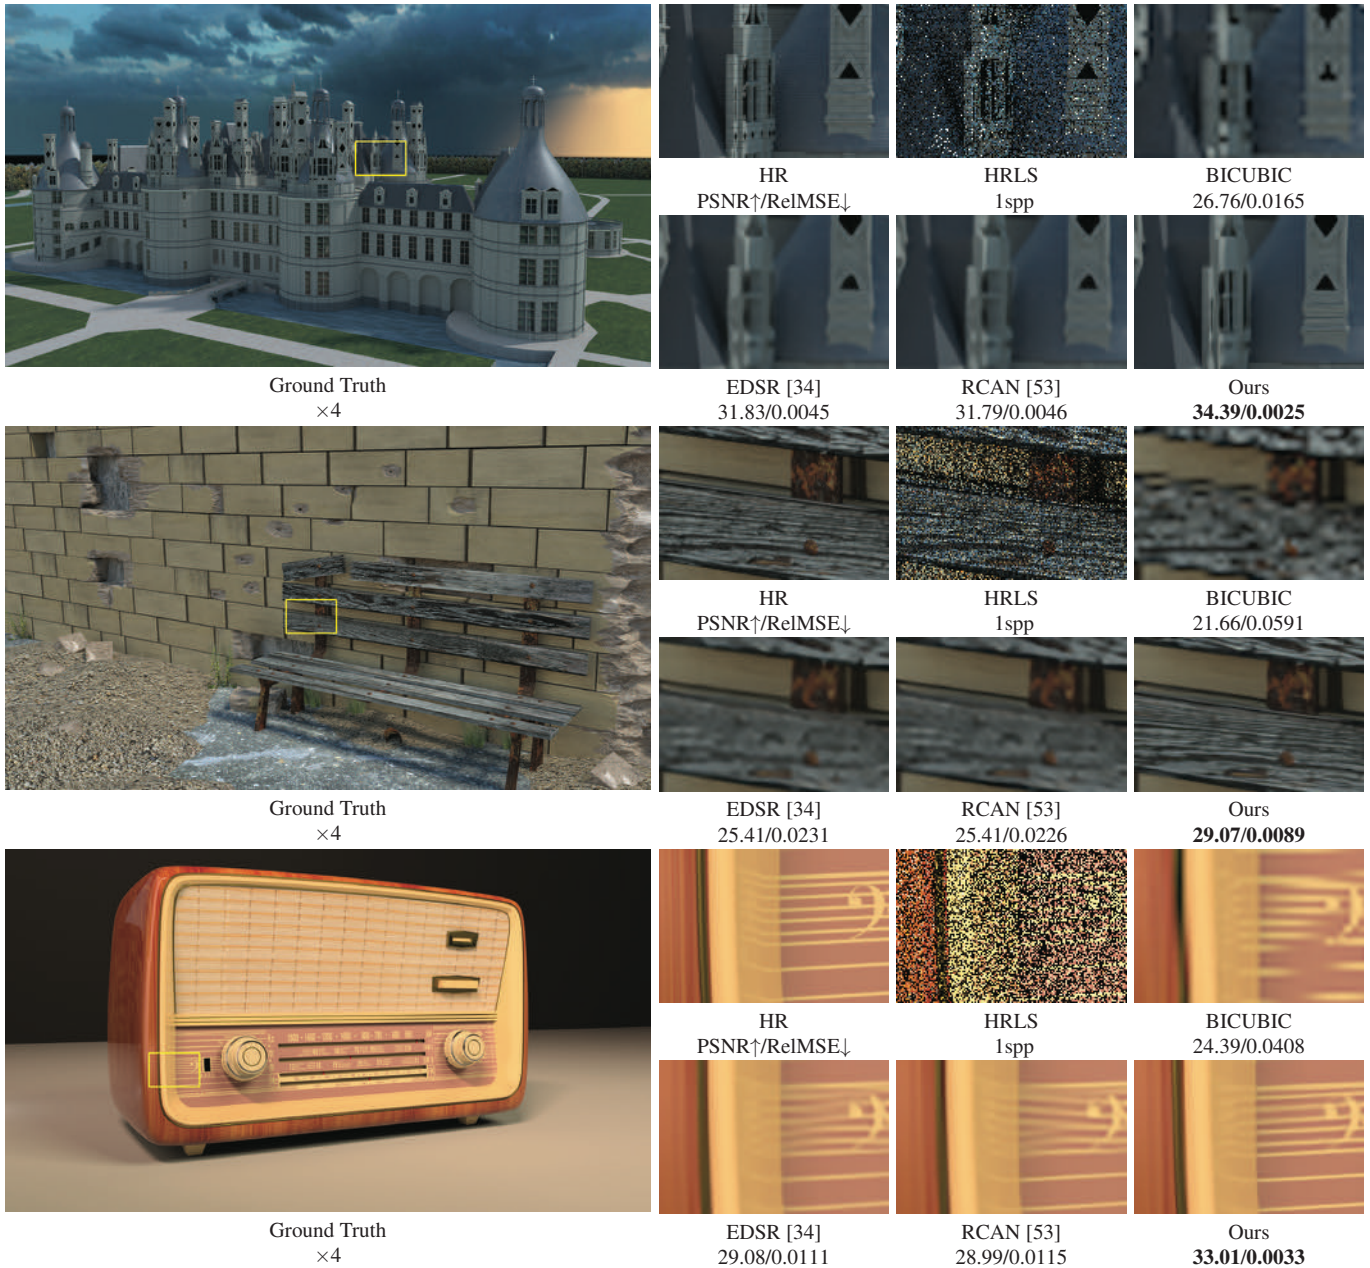 HR
PSNR↑/RelMSE↓
HRLS
1spp
BICUBIC
26.76/0.0165
Ground Truth
×4
EDSR [34]
31.83/0.0045
RCAN [53]
31.79/0.0046
Ours
34.39/0.0025
HR
PSNR↑/RelMSE↓
HRLS
1spp
BICUBIC
21.66/0.0591
Ground Truth
×4
EDSR [34]
25.41/0.0231
RCAN [53]
25.41/0.0226
Ours
29.07/0.0089
HR
PSNR↑/RelMSE↓
HRLS
1spp
BICUBIC
24.39/0.0408
Ground Truth
×4
EDSR [34]
29.08/0.0111
RCAN [53]
28.99/0.0115
Ours
33.01/0.0033